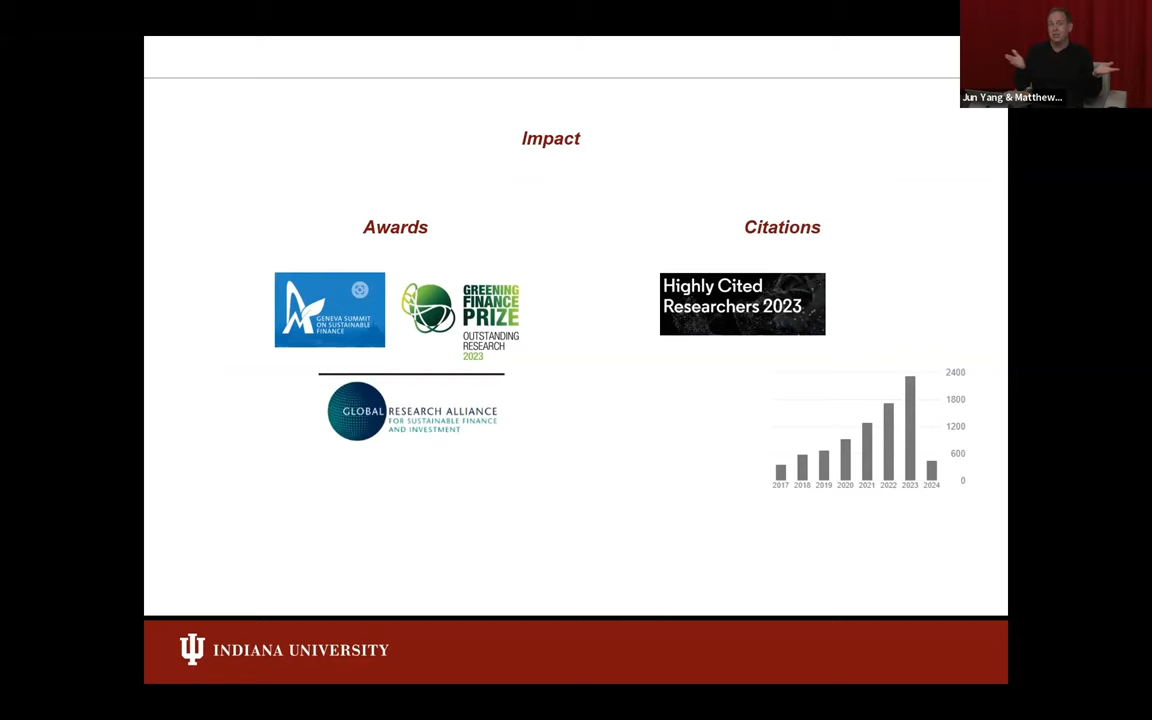 Jun Yang & Matthew...
Impact
Awards
Citations
GENEVA SUMMIT
ON SUSTAINABLE
FINANCE
GREENING
FINANCE
PRIZE
OUTSTANDING
RESEARCH
2023
GLOBAL RESEARCH ALLIANCE
FOR SUSTAINABLE FINANCE
AND INVESTMENT
Highly Cited
Researchers 2023
2400
1800
1200
600
0
2017 2018 2019 2020 2021 2022 2023 2024
INDIANA UNIVERSITY